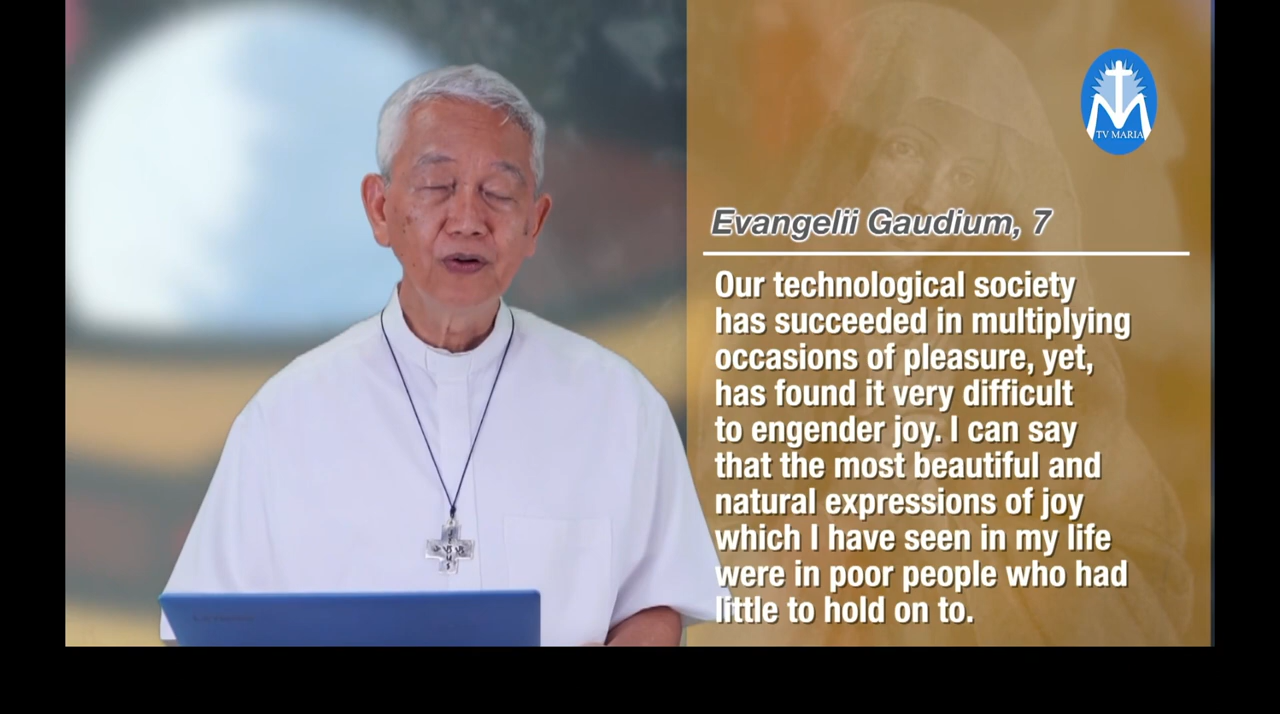 TV MARIA
Evangelii Gaudium, 7
Our technological society
has succeeded in multiplying
occasions of pleasure, yet,
has found it very difficult
to engender joy. I can say
that the most beautiful and
natural expressions of joy
which I have seen in my life
were in poor people who had
little to hold on to.